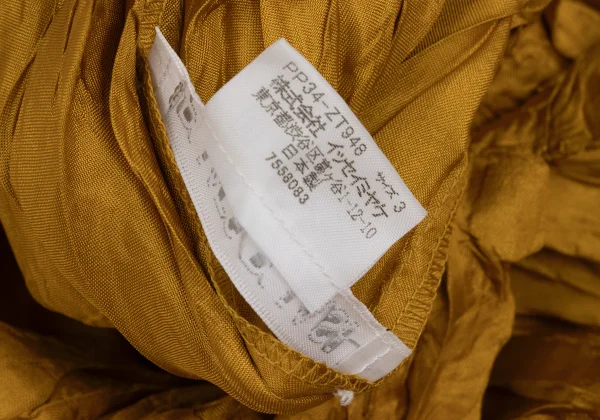 PP34-ZT948 サイズ 3
株式会社 イッセイミヤケ
東京都渋谷区幡ヶ谷1-12-10
日本製
7558083